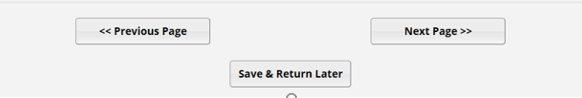 << Previous Page
Next Page >>
Save & Return Later